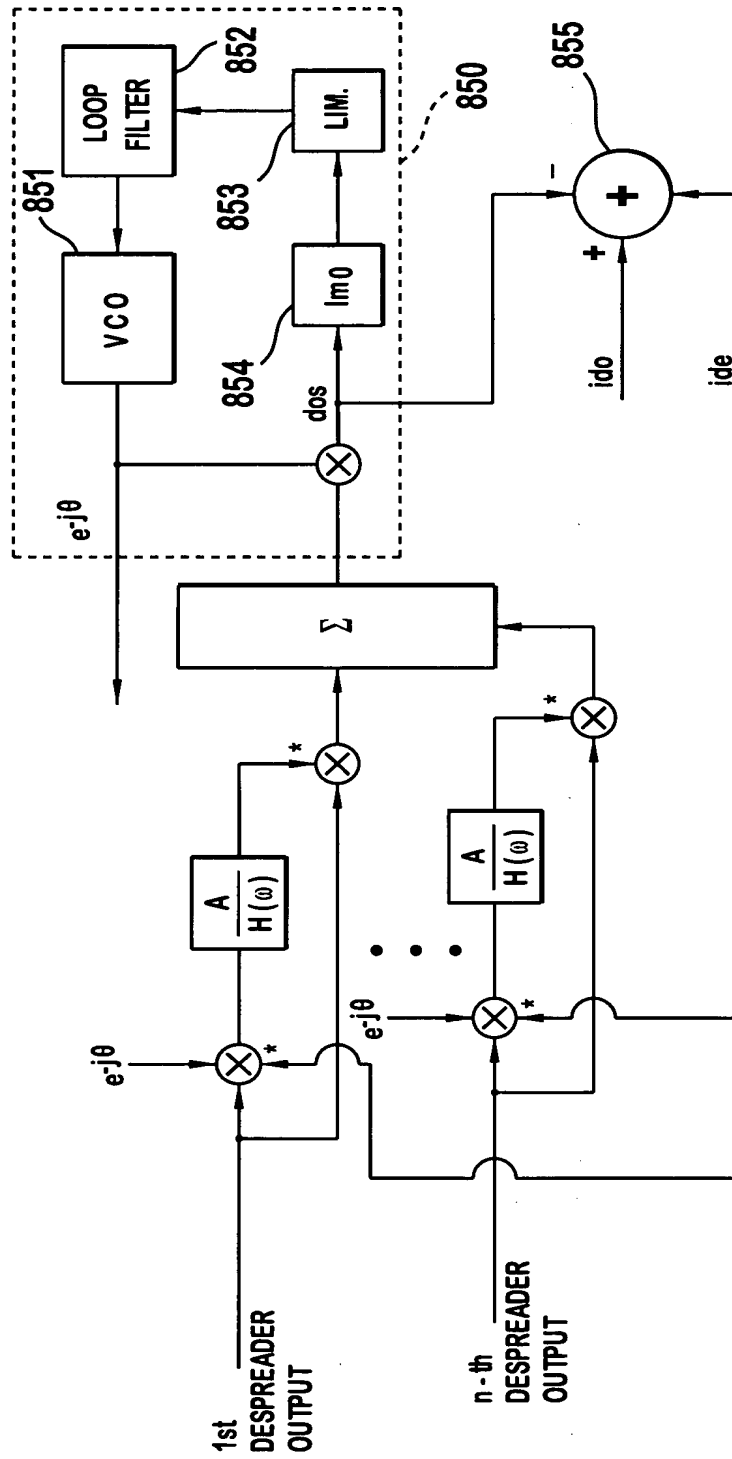 851
VCO
LOOP
FILTER
852
e-jθ
853
LIM.
854
Im0
dos
850
Σ
*
A
H(ω)
e-jθ
*
1st
DESPREADER
OUTPUT
*
A
H(ω)
e-jθ
*
n-th
DESPREADER
OUTPUT
855
-
+
+
ido
ide